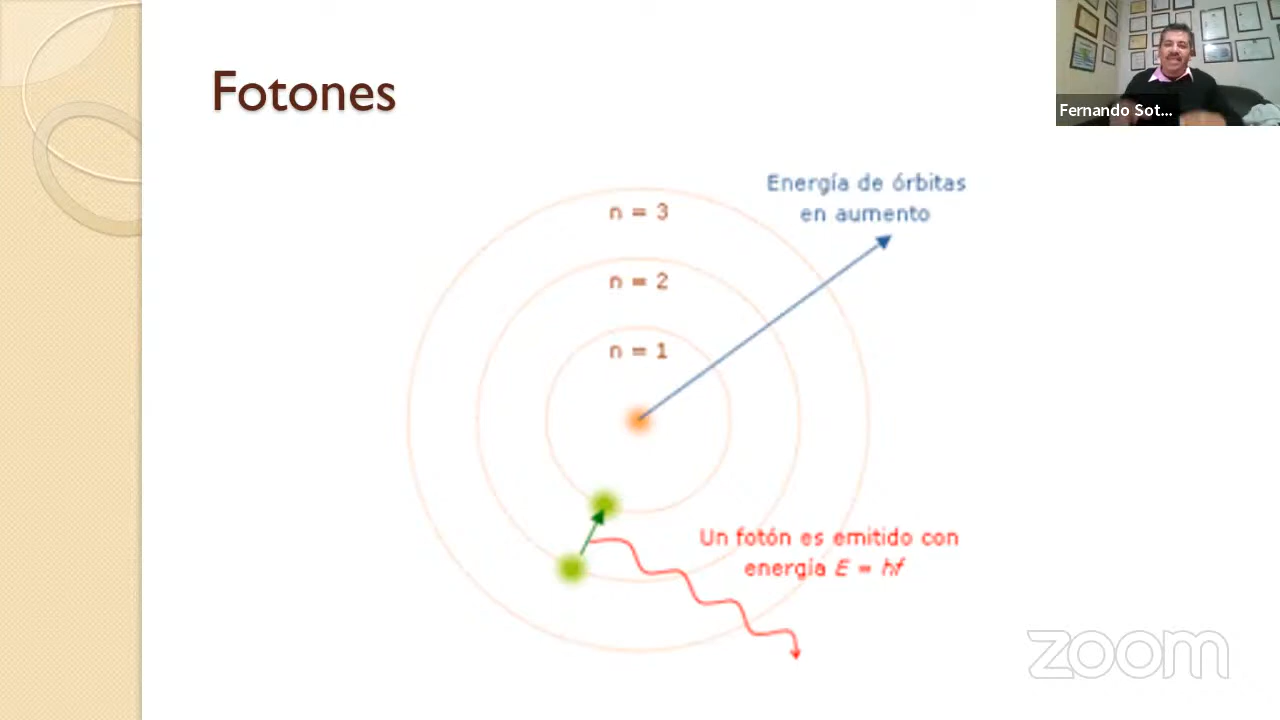 Fotones
Fernando Sot...
Energía de órbitas
en aumento
n = 3
n = 2
n = 1
Un fotón es emitido con
energía E = hf
zoom